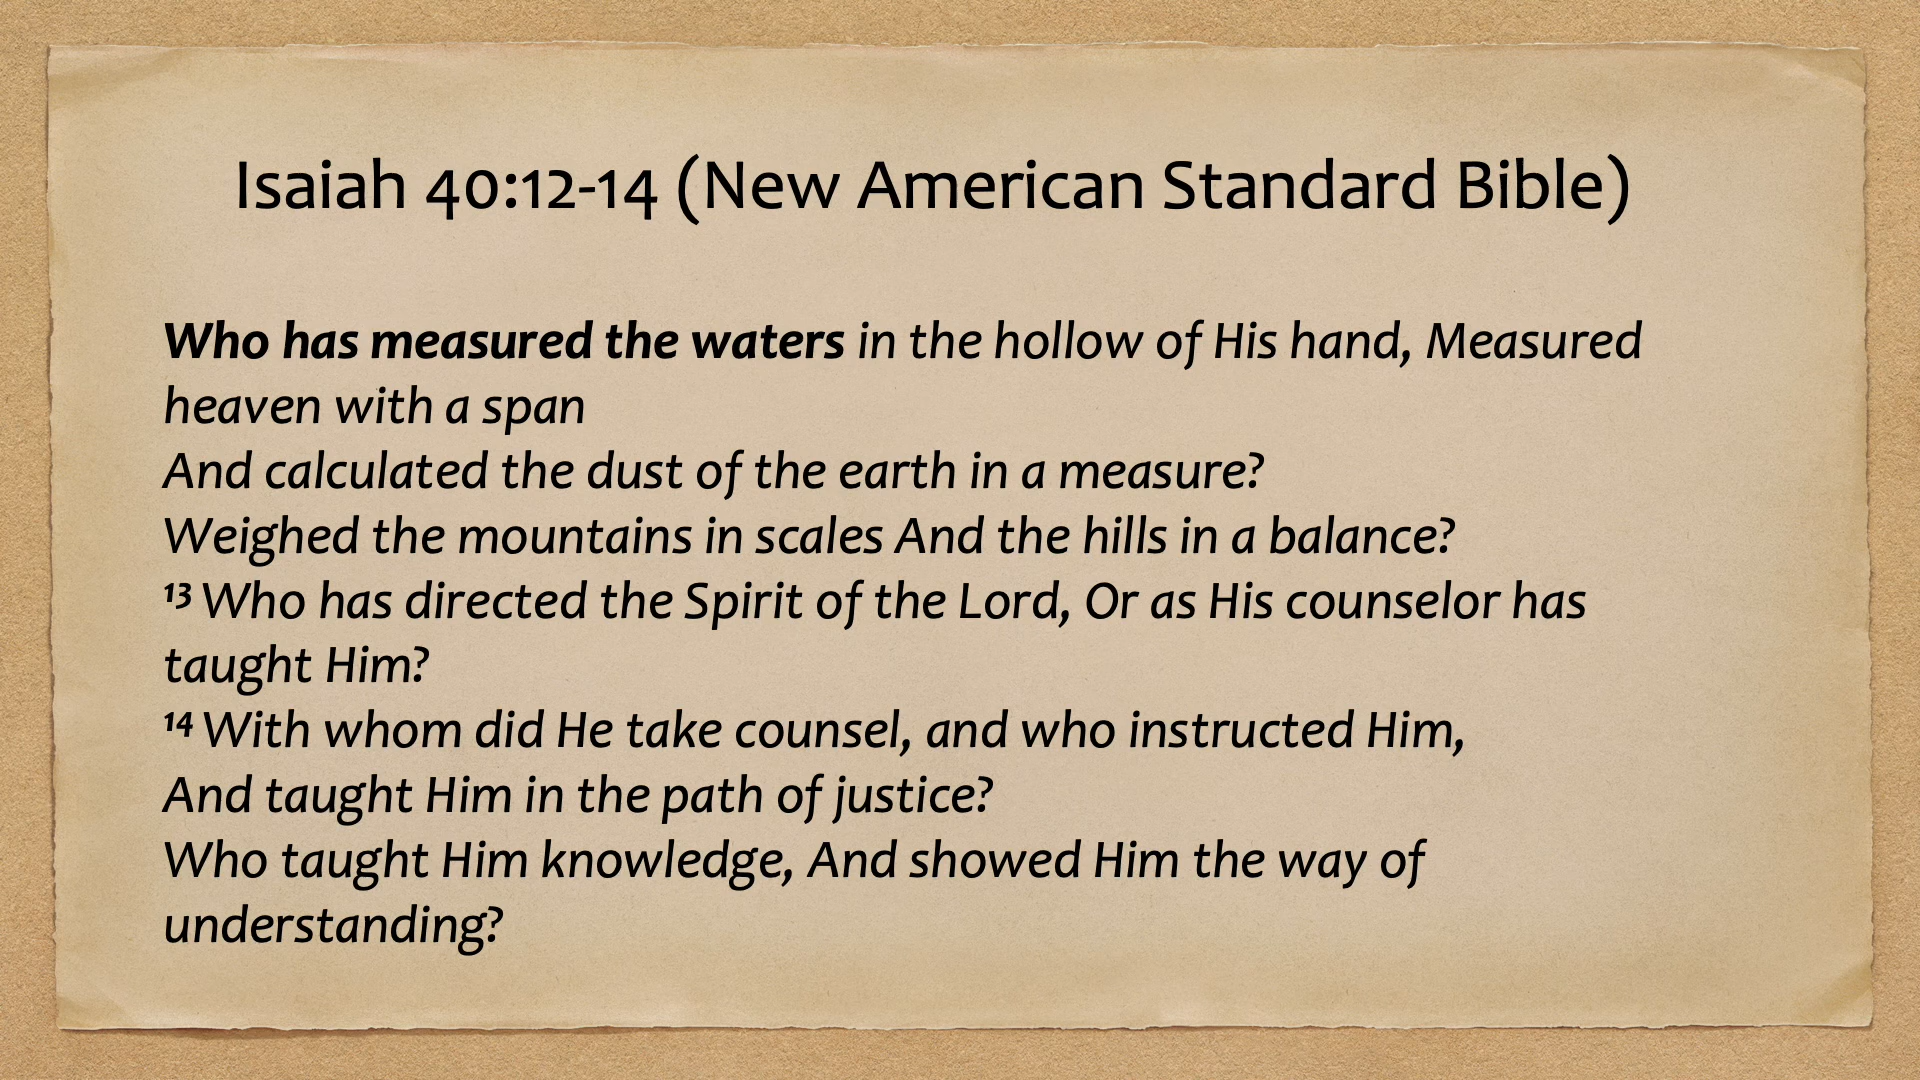 Isaiah 40:12-14 (New American Standard Bible)
Who has measured the waters in the hollow of His hand, Measured
heaven with a span
And calculated the dust of the earth in a measure?
Weighed the mountains in scales And the hills in a balance?
13 Who has directed the Spirit of the Lord, Or as His counselor has
taught Him?
14 With whom did He take counsel, and who instructed Him,
And taught Him in the path of justice?
Who taught Him knowledge, And showed Him the way of
understanding?